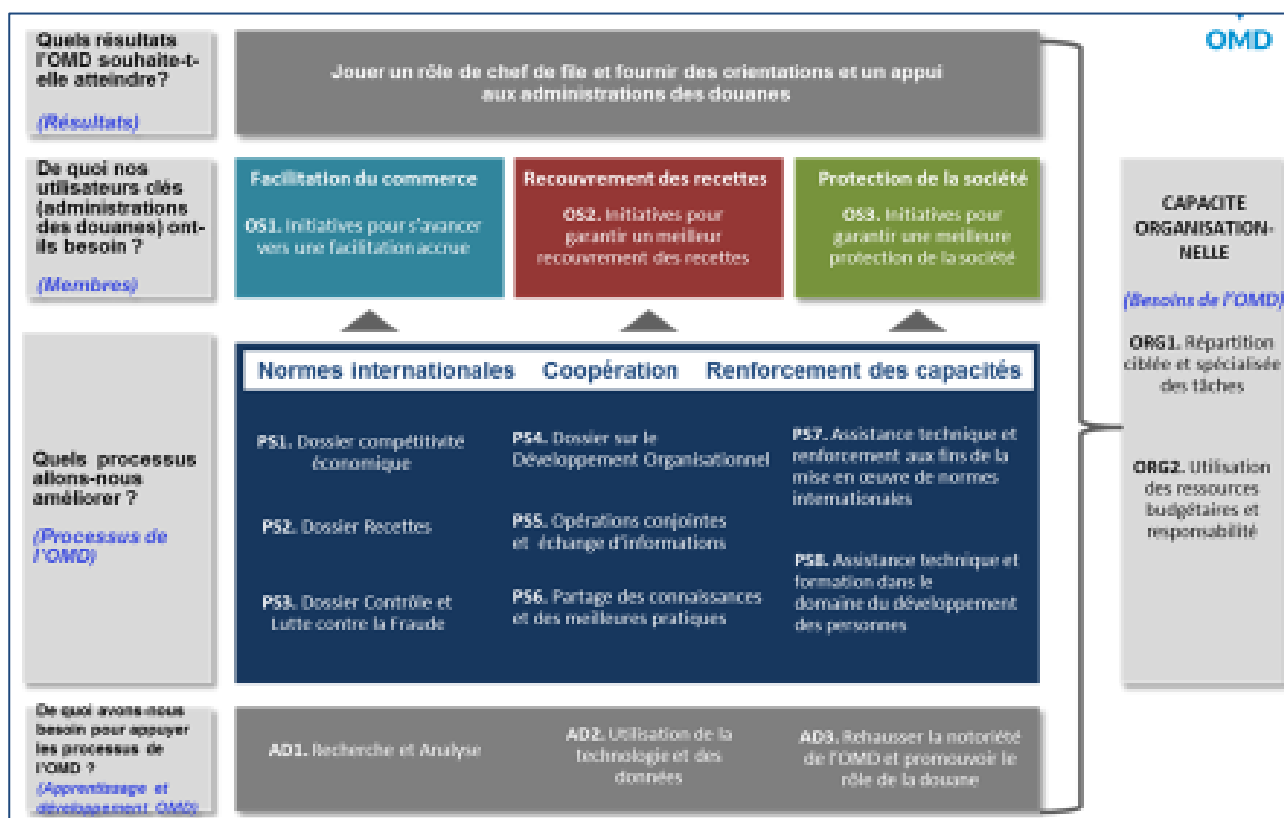 OMD
Quels résultats
l'OMD souhaite-t-
elle atteindre?
(Résultats)
Jouer un rôle de chef de file et fournir des orientations et un appui
aux administrations des douanes
De quoi nos
utilisateurs clés
(administrations
des douanes) ont-
ils besoin ?
(Membres)
Facilitation du commerce
OS1. Initiatives pour s'avancer
vers une facilitation accrue
Recouvrement des recettes
OS2. Initiatives pour
garantir un meilleur
recouvrement des recettes
Protection de la société
OS3. Initiatives pour
garantir une meilleure
protection de la société
Quels processus
allons-nous
améliorer ?
(Processus de
l'OMD)
Normes internationales Coopération Renforcement des capacités
PS1. Dossier compétitivité
économique
PS2. Dossier Recettes
PS3. Dossier Contrôle et
Lutte contre la Fraude
PS4. Dossier sur le
Développement Organisationnel
PS5. Opérations conjointes
et échange d'informations
PS6. Partage des connaissances
et des meilleures pratiques
PS7. Assistance technique et
renforcement aux fins de la
mise en œuvre de normes
internationales
PS8. Assistance technique et
formation dans le
domaine du développement
des personnes
De quoi avons-nous
besoin pour appuyer
les processus de
l'OMD ?
(Apprentissage et
développement OMD)
AD1. Recherche et Analyse
AD2. Utilisation de la
technologie et des
données
AD3. Rehausser la notoriété
de l'OMD et promouvoir le
rôle de la douane
CAPACITE
ORGANISATION-
NELLE
(Besoins de l'OMD)
ORG1. Répartition
ciblée et spécialisée
des tâches
ORG2. Utilisation
des ressources
budgétaires et
responsabilité